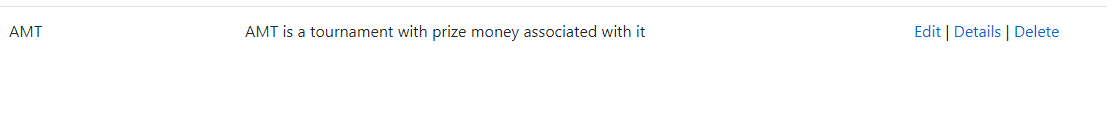 AMT AMT is a tournament with prize money associated with it Edit | Details | Delete